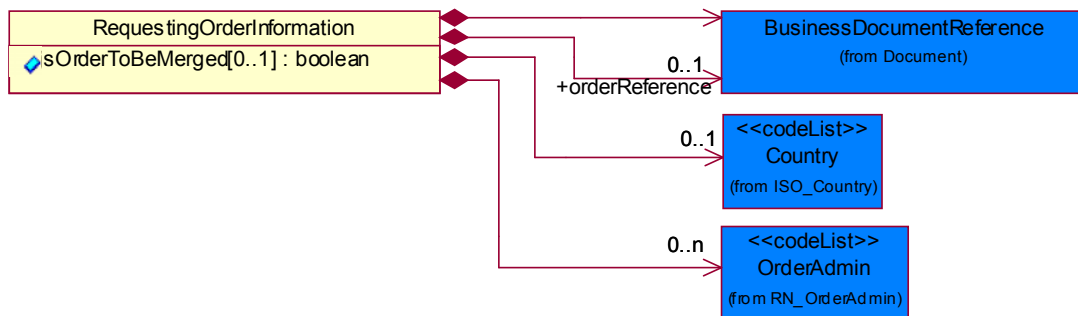 RequestingOrderInformation
sOrderToBeMerged[0..1] : boolean
BusinessDocumentReference
(from Document)
0..1
+orderReference
<<codeList>>
Country
(from ISO_Country)
0..1
<<codeList>>
OrderAdmin
(from RN_OrderAdmin)
0..n